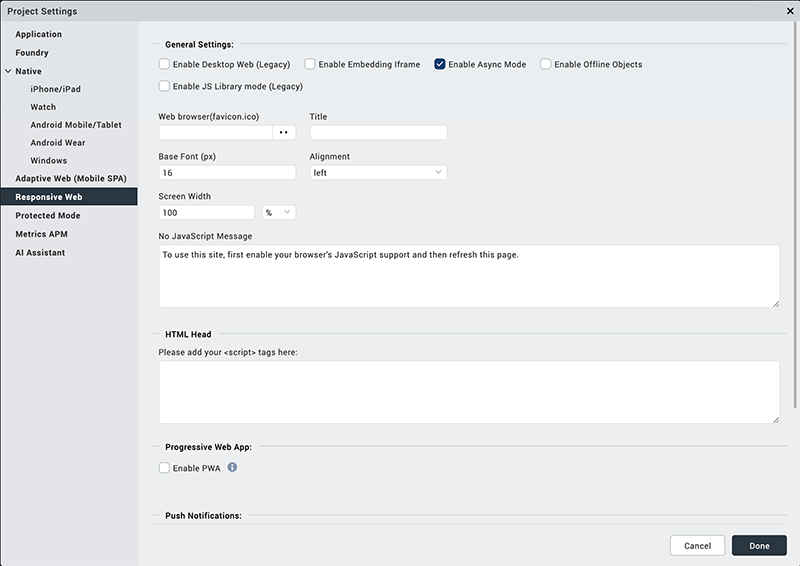 Project Settings
Application
Foundry
Native
iPhone/iPad
Watch
Android Mobile/Tablet
Android Wear
Windows
Adaptive Web (Mobile SPA)
Responsive Web
Protected Mode
Metrics APM
AI Assistant
General Settings:
Enable Desktop Web (Legacy) Enable Embedding Iframe Enable Async Mode Enable Offline Objects
Enable JS Library mode (Legacy)
Web browser(favicon.ico) Title
Base Font (px) Alignment
16 left
Screen Width
100 %
No JavaScript Message
To use this site, first enable your browser's JavaScript support and then refresh this page.
HTML Head
Please add your <script> tags here:
Progressive Web App:
Enable PWA
Push Notifications:
Cancel Done